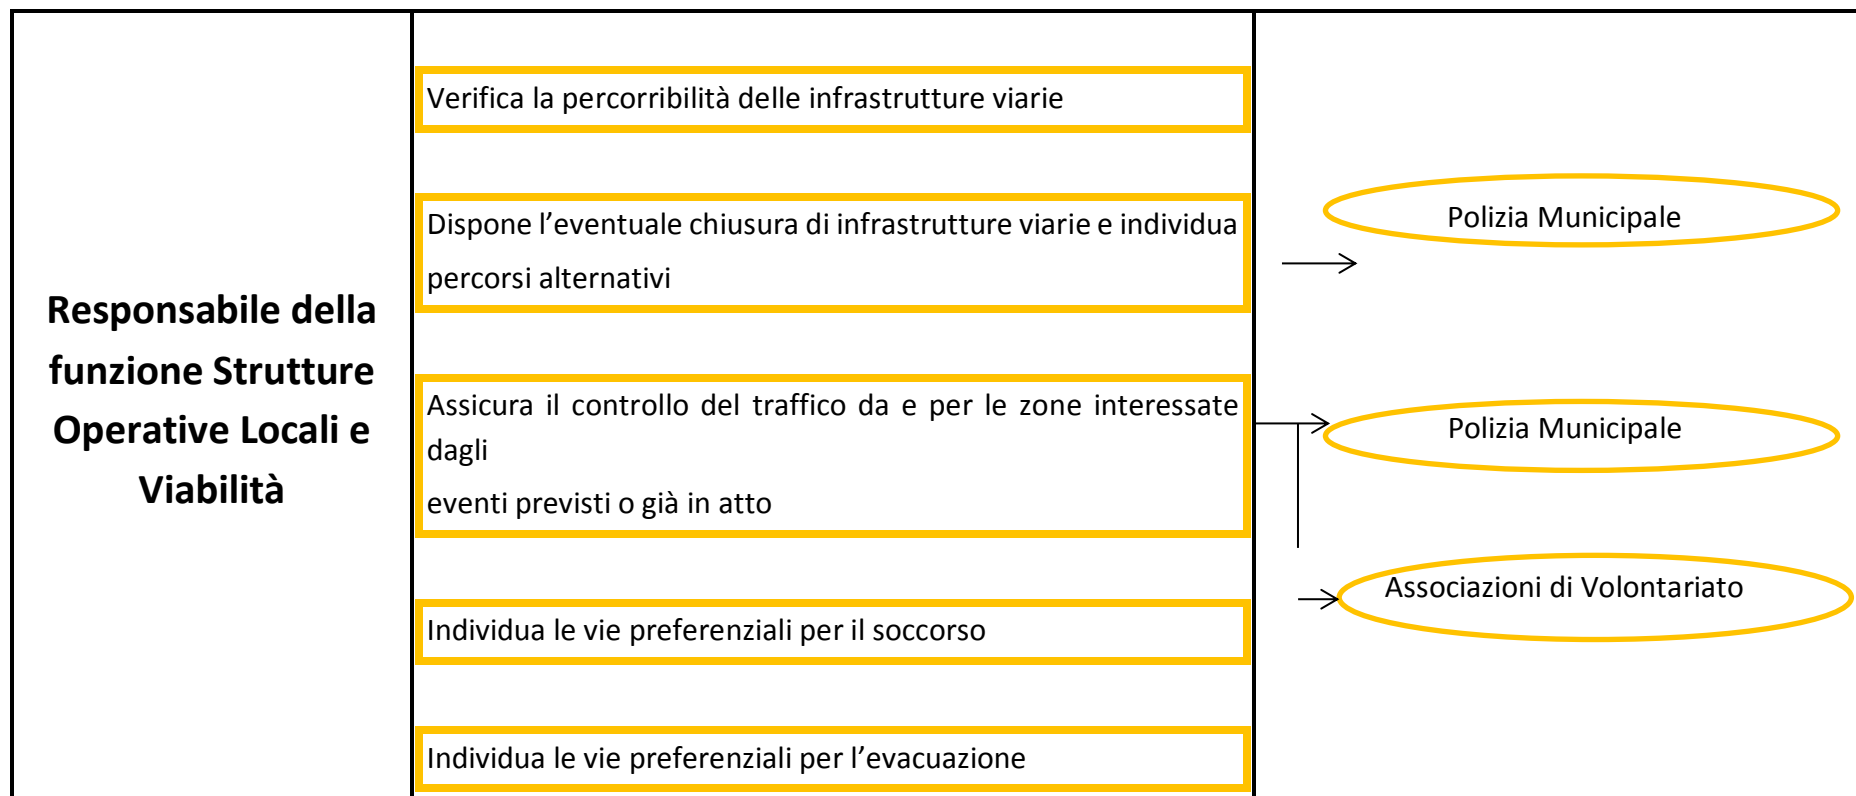 Responsabile della
funzione Strutture
Operative Locali e
Viabilità
Verifica la percorribilità delle infrastrutture viarie
Dispone l’eventuale chiusura di infrastrutture viarie e individua
percorsi alternativi
Polizia Municipale
Assicura il controllo del traffico da e per le zone interessate
dagli
eventi previsti o già in atto
Polizia Municipale
Associazioni di Volontariato
Individua le vie preferenziali per il soccorso
Individua le vie preferenziali per l’evacuazione